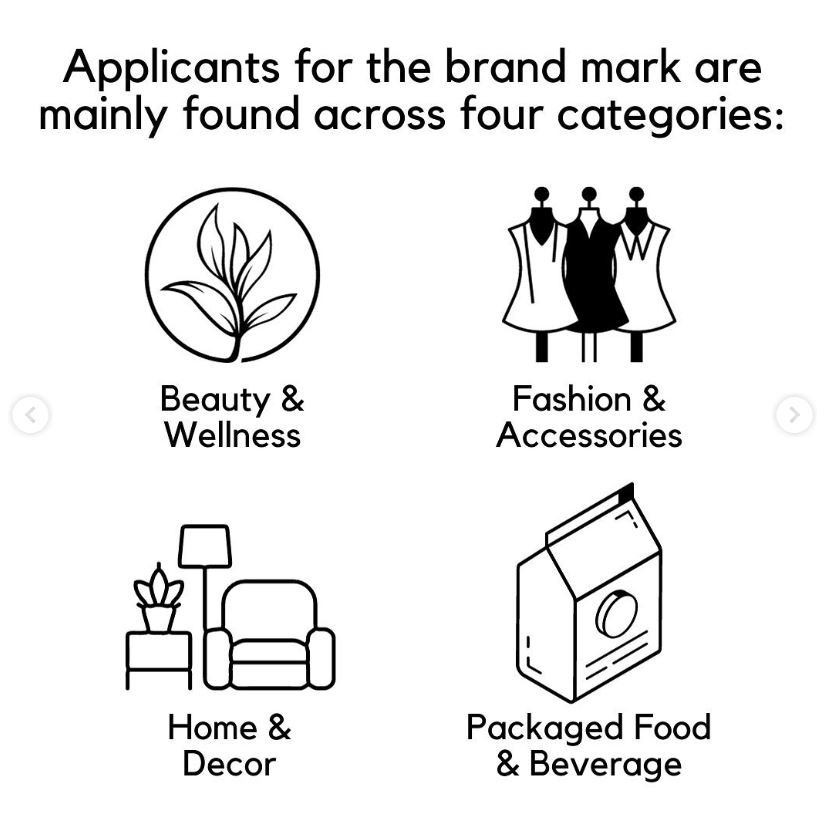 Applicants for the brand mark are
mainly found across four categories:
Beauty &
Wellness
Fashion &
Accessories
Home &
Decor
Packaged Food
& Beverage